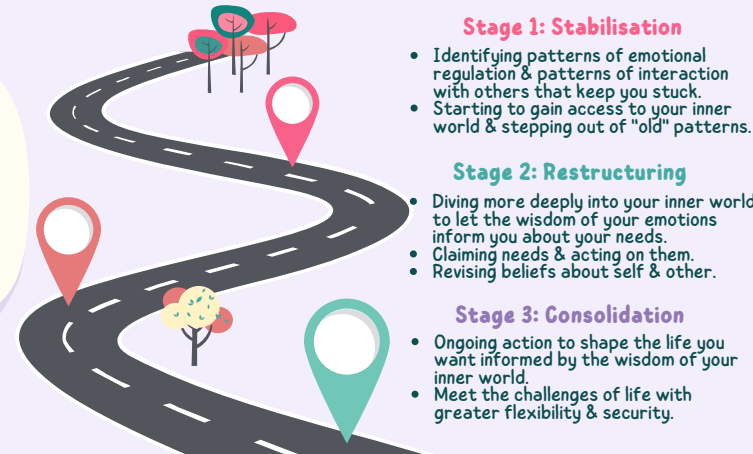 Stage 1: Stabilisation
• Identifying patterns of emotional
regulation & patterns of interaction
with others that keep you stuck.
• Starting to gain access to your inner
world & stepping out of "old" patterns.
Stage 2: Restructuring
• Diving more deeply into your inner world
to let the wisdom of your emotions
inform you about your needs.
• Claiming needs & acting on them.
• Revising beliefs about self & other.
Stage 3: Consolidation
• Ongoing action to shape the life you
want informed by the wisdom of your
inner world.
• Meet the challenges of life with
greater flexibility & security.